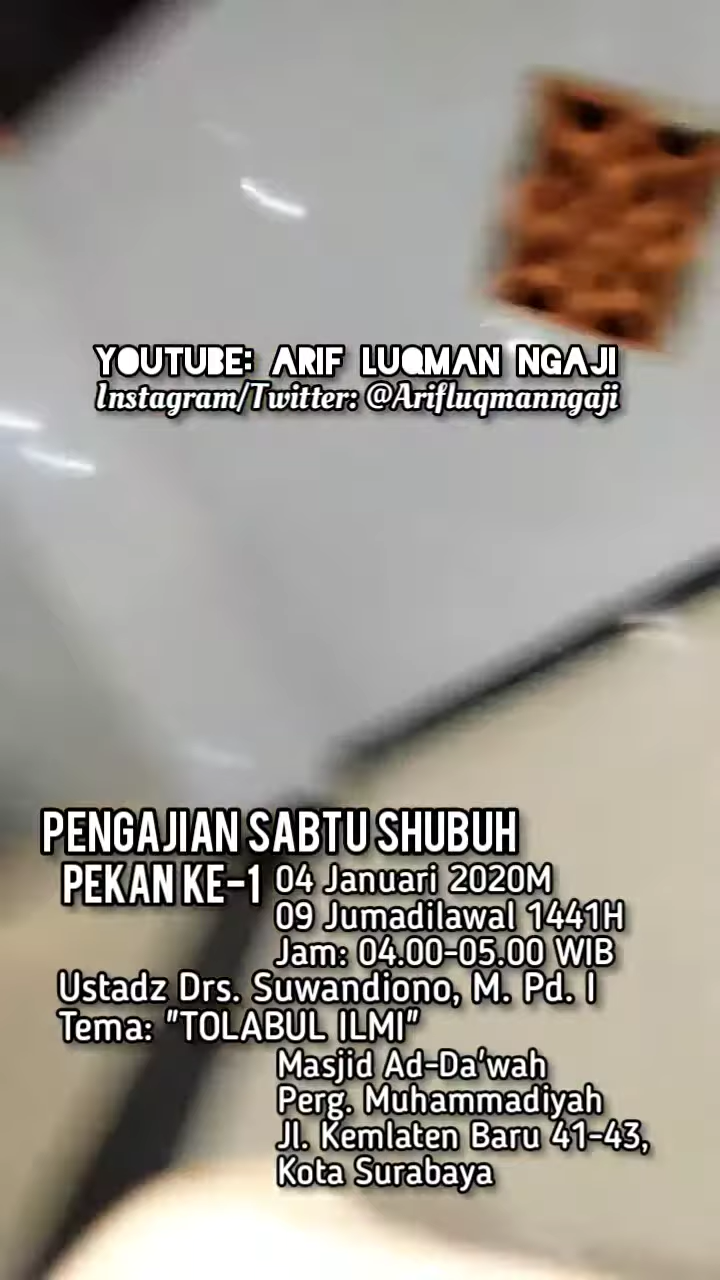 YOUTUBE: ARIF LUQMAN NGAJI
Instagram/Twitter: @Arifluqmanngaji
PENGAJIAN SABTU SHUBUH
PEKAN KE-1 04 Januari 2020M
09 Jumadilawal 1441H
Jam: 04.00-05.00 WIB
Ustadz Drs. Suwandiono, M. Pd. I
Tema: "TOLABUL ILMI"
Masjid Ad-Da'wah
Perg. Muhammadiyah
Jl. Kemlaten Baru 41-43,
Kota Surabaya